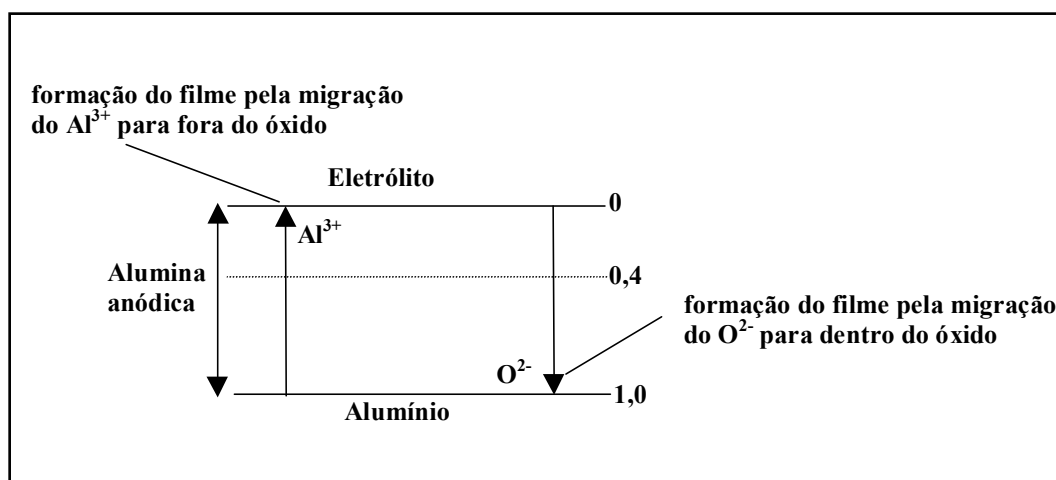 formação do filme pela migração
do Al³⁺ para fora do óxido
Eletrólito
0
Al³⁺
Alumina
anódica
0,4
formação do filme pela migração
do O²⁻ para dentro do óxido
O²⁻
1,0
Alumínio